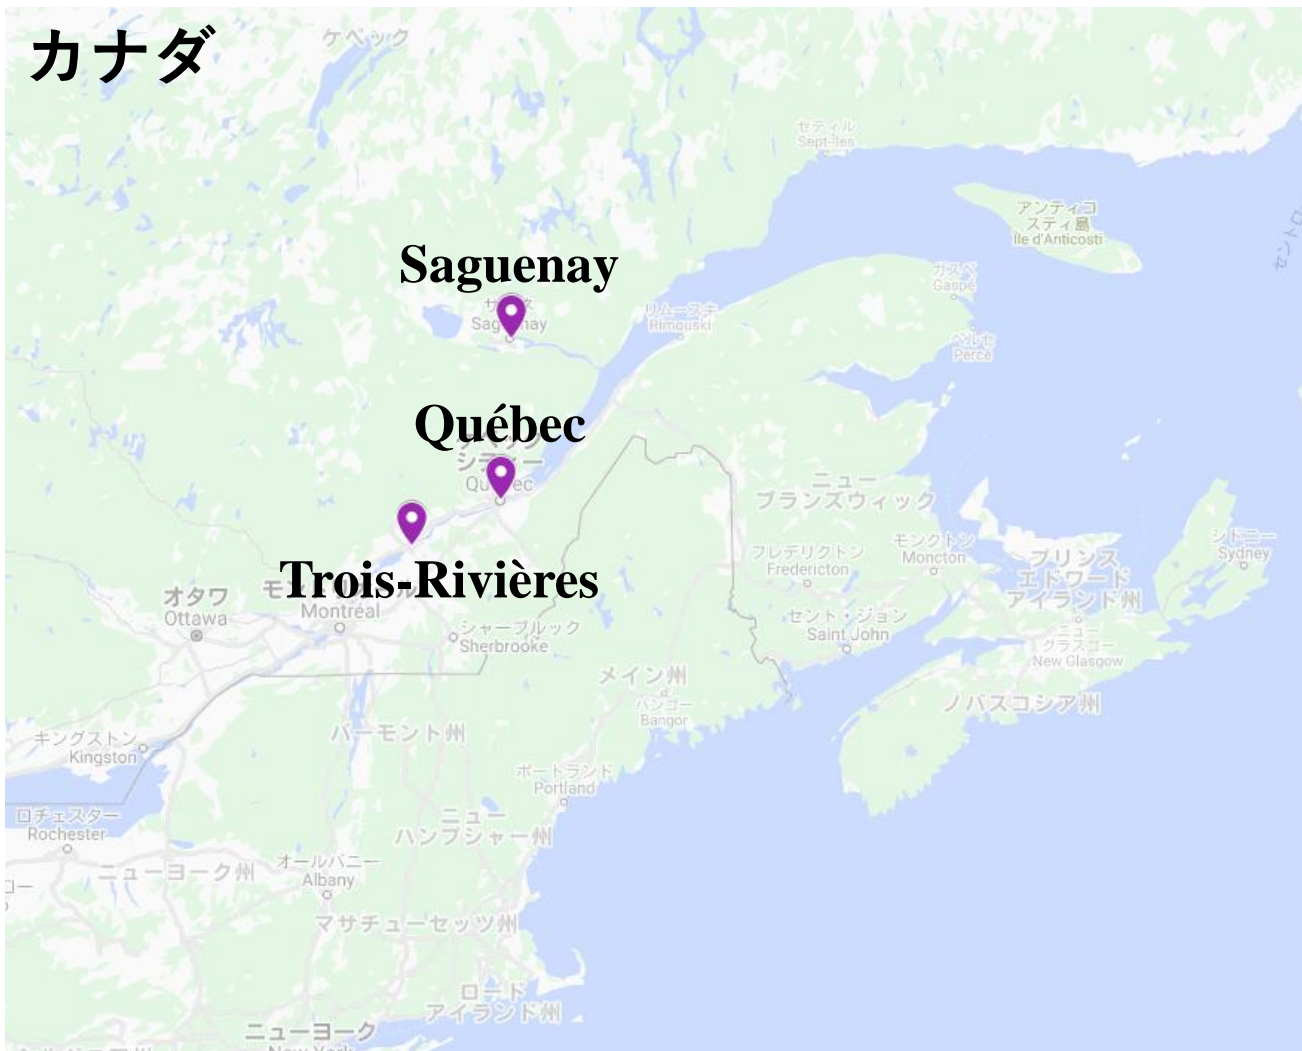 カナダ
ケベック
セティル
Sept-Îles
アンティコ
スティ島
Île d'Anticosti
セントロ
Saguenay
ガスペ
Gaspé
リムースキ
Rimouski
ペルセ
Percé
Québec
シティー
ニュー
ブランズウィック
Trois-Rivières
フレデリクトン
Fredericton
モンクトン
Moncton
プリンス
エドワード
アイランド州
シドニー
Sydney
オタワ
Ottawa
Montréal
シャーブルック
Sherbrooke
セント・ジョン
Saint John
ニュー
グラスゴー
New Glasgow
メイン州
バンゴー
Bangor
ノバスコシア州
バーモント州
キングストン
Kingston
ポートランド
Portland
ロチェスター
Rochester
ニュー
ハンプシャー州
ニューヨーク州
オールバニー
Albany
マサチューセッツ州
ロード
アイランド州
ニューヨーク
New York